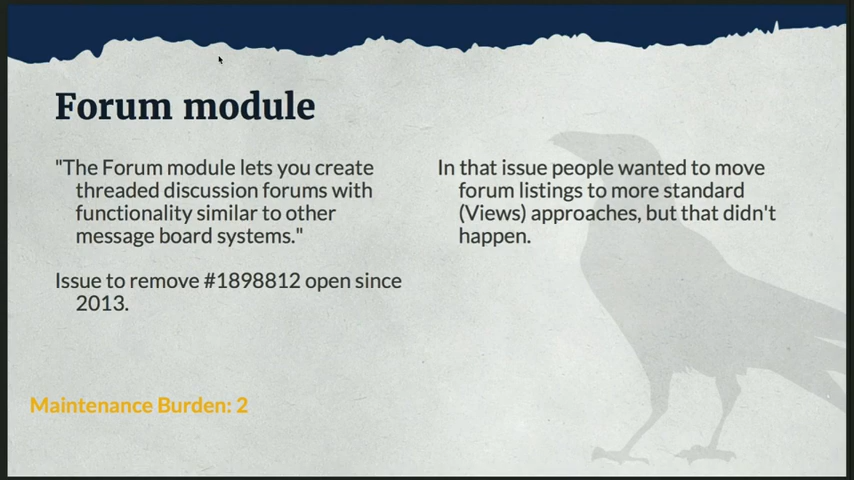 Forum module
"The Forum module lets you create
threaded discussion forums with
functionality similar to other
message board systems."
Issue to remove #1898812 open since
2013.
In that issue people wanted to move
forum listings to more standard
(Views) approaches, but that didn't
happen.
Maintenance Burden: 2